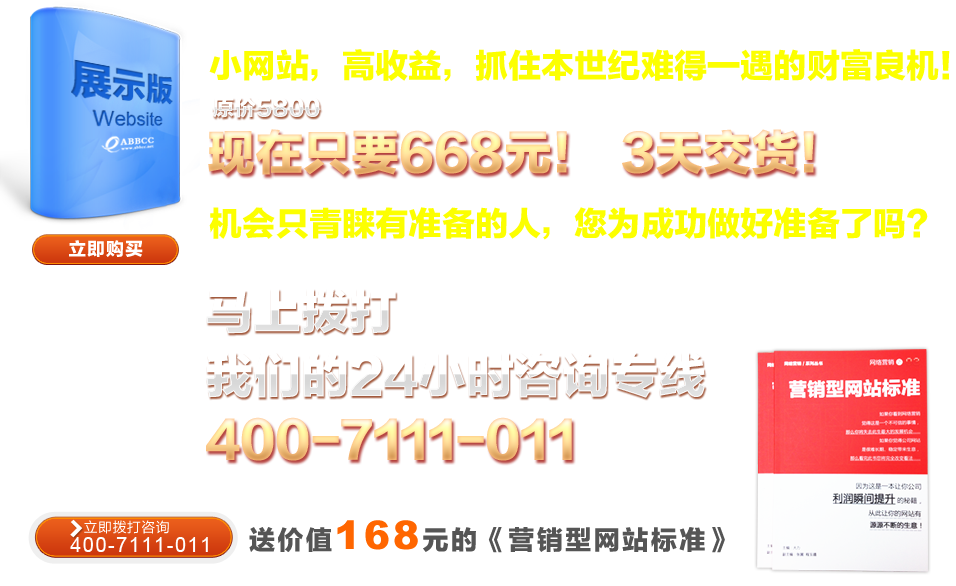 小网站，高收益，抓住本世纪难得一遇的财富良机！
原价5800
现在只要668元！ 3天交货！
机会只青睐有准备的人，您为成功做好准备了吗？
展示版
Website
ABBCC
www.abbcc.net
立即购买
马上拨打
我们的24小时咨询专线
400-7111-011
立即拨打咨询
400-7111-011
送价值168元的《营销型网站标准》
网络营销
营销型网站标准
因为这是一本让你公司
利润瞬间提升的秘籍，
从此让你的网站有
源源不断的生意！